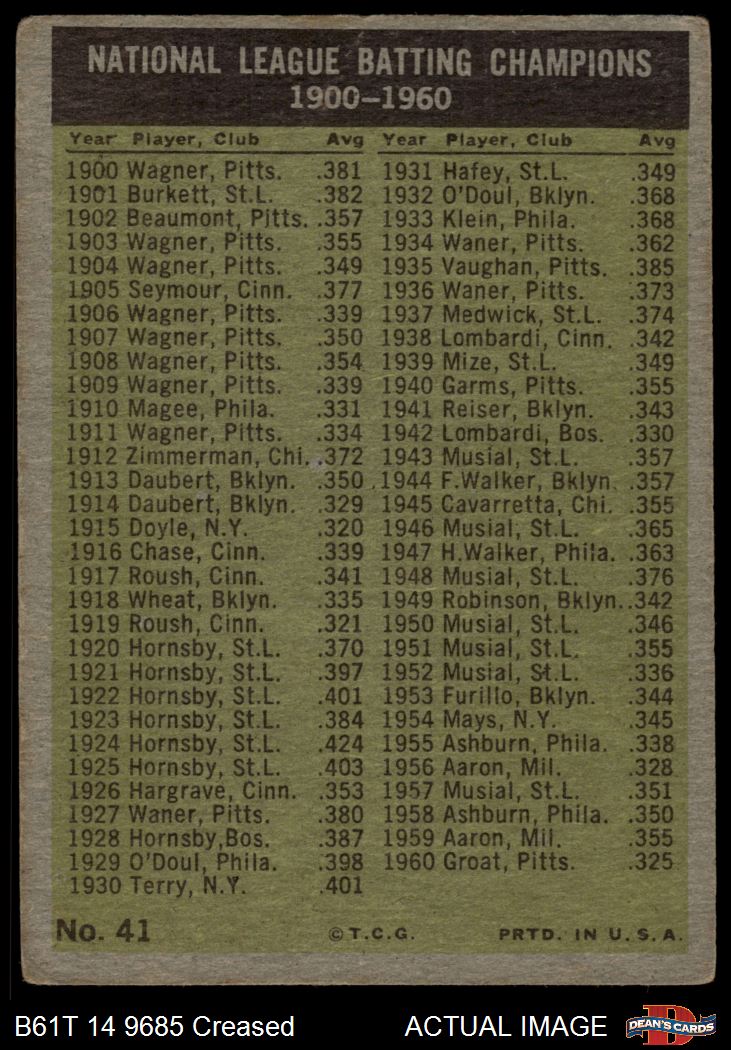 NATIONAL LEAGUE BATTING CHAMPIONS
1900-1960
Year Player, Club Avg
1900 Wagner, Pitts. .381
1901 Burkett, St.L. .382
1902 Beaumont, Pitts. .357
1903 Wagner, Pitts. .355
1904 Wagner, Pitts. .349
1905 Seymour, Cinn. .377
1906 Wagner, Pitts. .339
1907 Wagner, Pitts. .350
1908 Wagner, Pitts. .354
1909 Wagner, Pitts. .339
1910 Magee, Phila. .331
1911 Wagner, Pitts. .334
1912 Zimmerman, Chi. .372
1913 Daubert, Bklyn. .350
1914 Daubert, Bklyn. .329
1915 Doyle, N.Y. .320
1916 Chase, Cinn. .339
1917 Roush, Cinn. .341
1918 Wheat, Bklyn. .335
1919 Roush, Cinn. .321
1920 Hornsby, St.L. .370
1921 Hornsby, St.L. .397
1922 Hornsby, St.L. .401
1923 Hornsby, St.L. .384
1924 Hornsby, St.L. .424
1925 Hornsby, St.L. .403
1926 Hargrave, Cinn. .353
1927 Waner, Pitts. .380
1928 Hornsby,Bos. .387
1929 O'Doul, Phila. .398
1930 Terry, N.Y. .401
Year Player, Club Avg
1931 Hafey, St.L. .349
1932 O'Doul, Bklyn. .368
1933 Klein, Phila. .368
1934 Waner, Pitts. .362
1935 Vaughan, Pitts. .385
1936 Waner, Pitts. .373
1937 Medwick, St.L. .374
1938 Lombardi, Cinn. .342
1939 Mize, St.L. .349
1940 Garms, Pitts. .355
1941 Reiser, Bklyn. .343
1942 Lombardi, Bos. .330
1943 Musial, St.L. .357
1944 F.Walker, Bklyn. .357
1945 Cavarretta, Chi. .355
1946 Musial, St.L. .365
1947 H.Walker, Phila. .363
1948 Musial, St.L. .376
1949 Robinson, Bklyn. .342
1950 Musial, St.L. .346
1951 Musial, St.L. .355
1952 Musial, St.L. .336
1953 Furillo, Bklyn. .344
1954 Mays, N.Y. .345
1955 Ashburn, Phila. .338
1956 Aaron, Mil. .328
1957 Musial, St.L. .351
1958 Ashburn, Phila. .350
1959 Aaron, Mil. .355
1960 Groat, Pitts. .325
No. 41 ©T.C.G. PRTD. IN U.S.A.
B61T 14 9685 Creased ACTUAL IMAGE DEAN'S CARDS